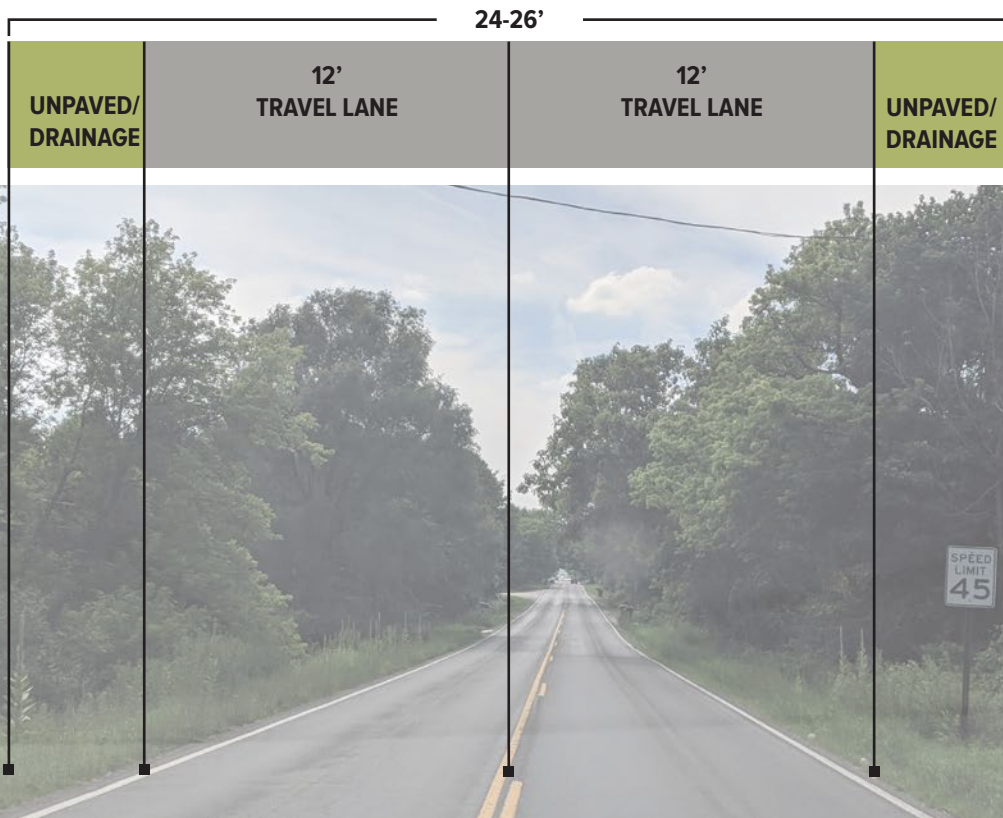 24-26’
UNPAVED/
DRAINAGE
12’
TRAVEL LANE
12’
TRAVEL LANE
UNPAVED/
DRAINAGE
SPEED
LIMIT
45